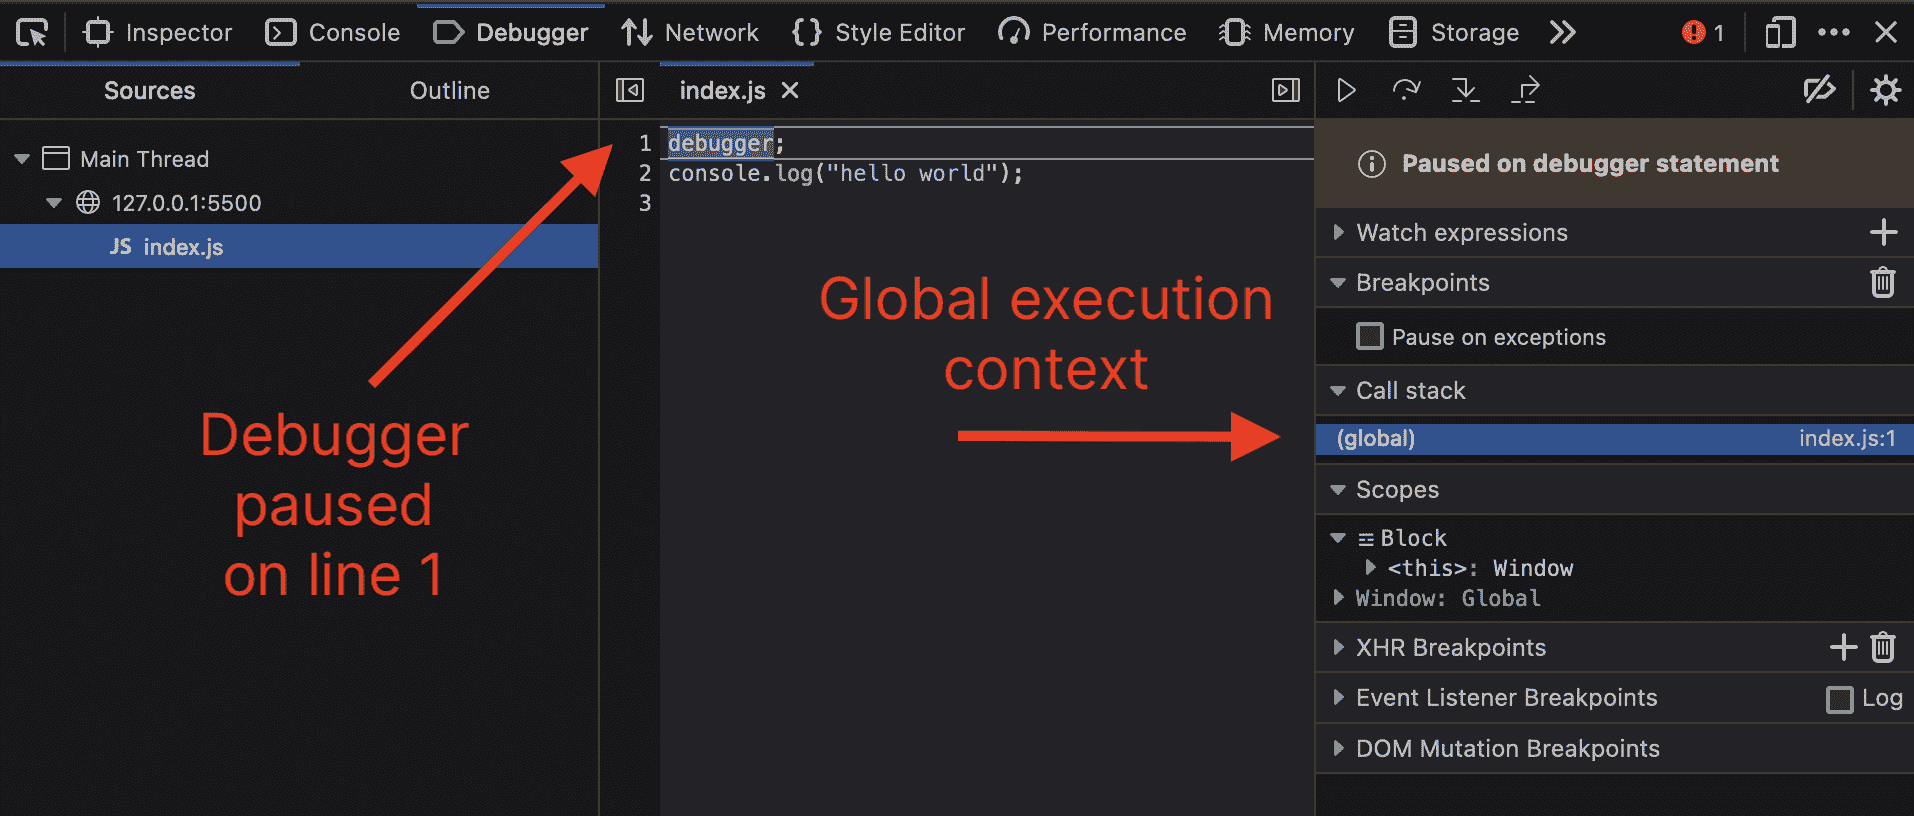 Inspector Console Debugger Network Style Editor Performance Memory Storage 1
Sources Outline index.js
Main Thread
127.0.0.1:5500
JS index.js
1 debugger;
2 console.log("hello world");
3
Debugger
paused
on line 1
Global execution
context
Paused on debugger statement
Watch expressions
Breakpoints
Pause on exceptions
Call stack
(global) index.js:1
Scopes
Block
<this>: Window
Window: Global
XHR Breakpoints
Event Listener Breakpoints Log
DOM Mutation Breakpoints